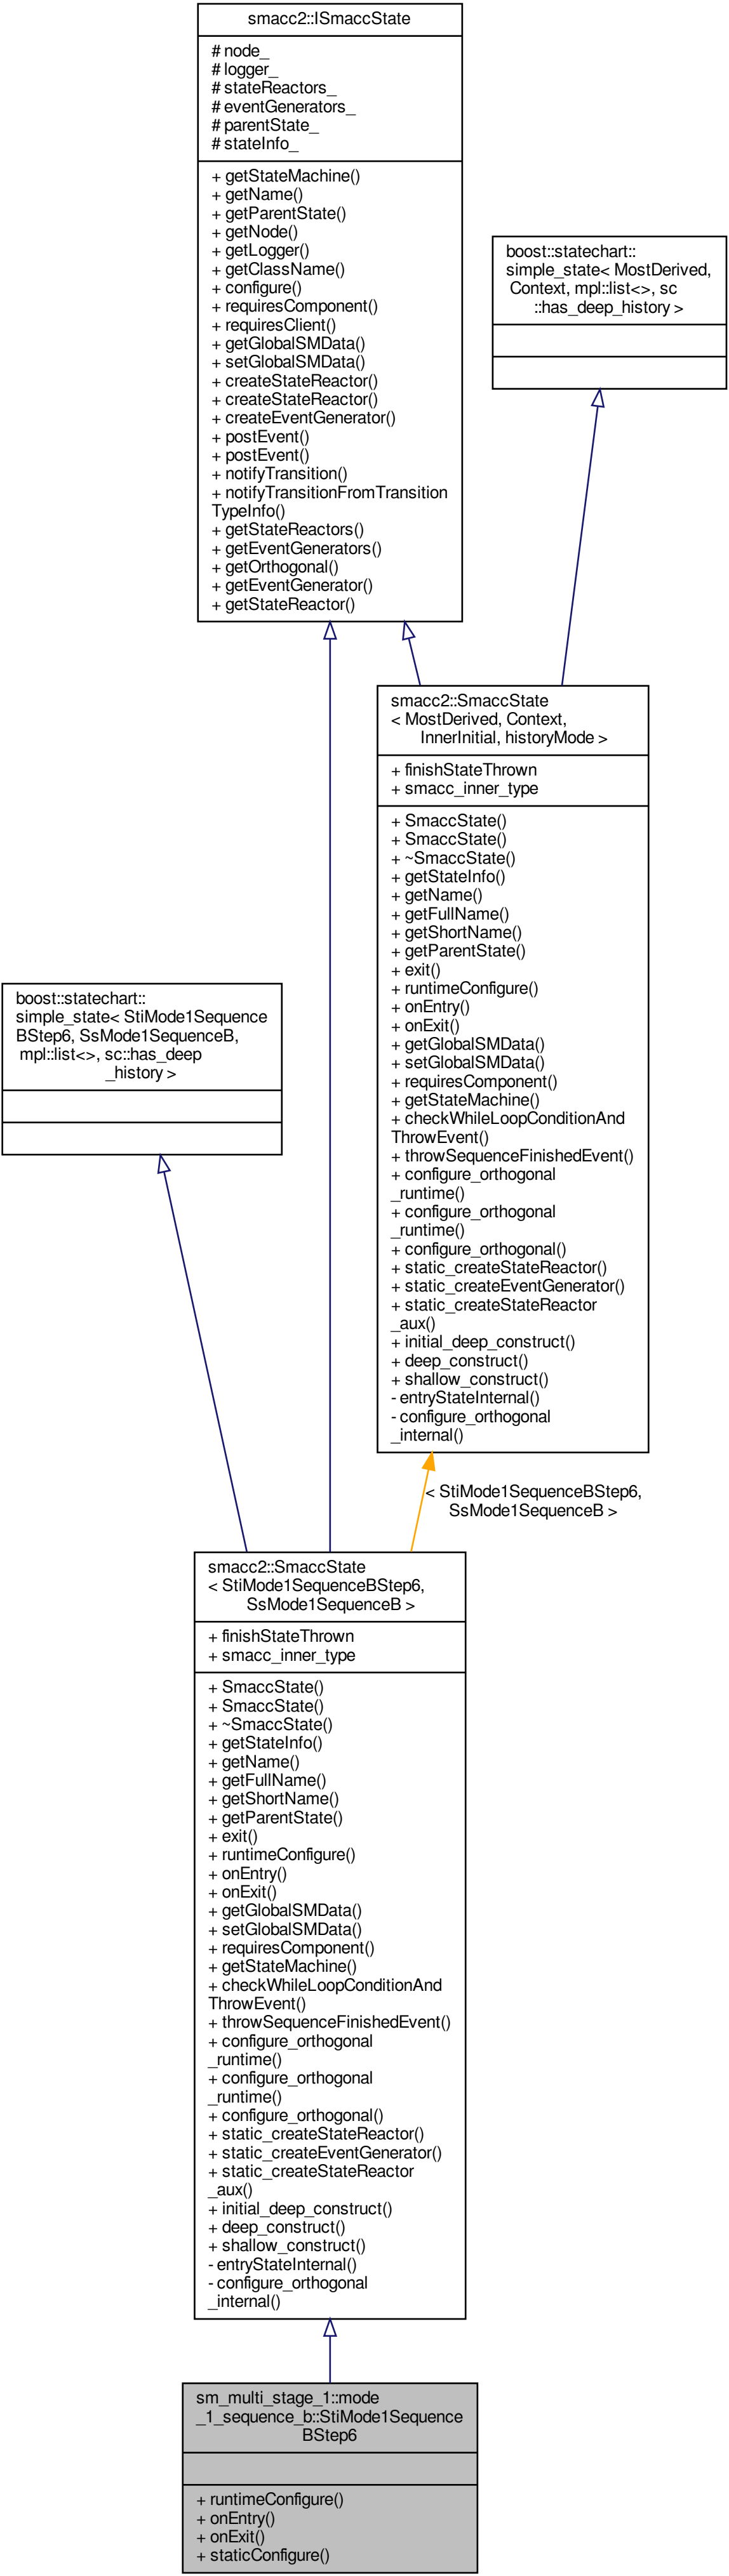 smacc2::ISmaccState
# node_
# logger_
# stateReactors_
# eventGenerators_
# parentState_
# stateInfo_
+ getStateMachine()
+ getName()
+ getParentState()
+ getNode()
+ getLogger()
+ getClassName()
+ configure()
+ requiresComponent()
+ requiresClient()
+ getGlobalSMData()
+ setGlobalSMData()
+ createStateReactor()
+ createStateReactor()
+ createEventGenerator()
+ postEvent()
+ postEvent()
+ notifyTransition()
+ notifyTransitionFromTransition
TypeInfo()
+ getStateReactors()
+ getEventGenerators()
+ getOrthogonal()
+ getEventGenerator()
+ getStateReactor()
boost::statechart::
simple_state< MostDerived,
Context, mpl::list<>, sc
::has_deep_history >
smacc2::SmaccState
< MostDerived, Context,
InnerInitial, historyMode >
+ finishStateThrown
+ smacc_inner_type
+ SmaccState()
+ SmaccState()
+ ~SmaccState()
+ getStateInfo()
+ getName()
+ getFullName()
+ getShortName()
+ getParentState()
+ exit()
+ runtimeConfigure()
+ onEntry()
+ onExit()
+ getGlobalSMData()
+ setGlobalSMData()
+ requiresComponent()
+ getStateMachine()
+ checkWhileLoopConditionAnd
ThrowEvent()
+ throwSequenceFinishedEvent()
+ configure_orthogonal
_runtime()
+ configure_orthogonal
_runtime()
+ configure_orthogonal()
+ static_createStateReactor()
+ static_createEventGenerator()
+ static_createStateReactor
_aux()
+ initial_deep_construct()
+ deep_construct()
+ shallow_construct()
- entryStateInternal()
- configure_orthogonal
_internal()
boost::statechart::
simple_state< StiMode1Sequence
BStep6, SsMode1SequenceB,
mpl::list<>, sc::has_deep
_history >
< StiMode1SequenceBStep6,
SsMode1SequenceB >
smacc2::SmaccState
< StiMode1SequenceBStep6,
SsMode1SequenceB >
+ finishStateThrown
+ smacc_inner_type
+ SmaccState()
+ SmaccState()
+ ~SmaccState()
+ getStateInfo()
+ getName()
+ getFullName()
+ getShortName()
+ getParentState()
+ exit()
+ runtimeConfigure()
+ onEntry()
+ onExit()
+ getGlobalSMData()
+ setGlobalSMData()
+ requiresComponent()
+ getStateMachine()
+ checkWhileLoopConditionAnd
ThrowEvent()
+ throwSequenceFinishedEvent()
+ configure_orthogonal
_runtime()
+ configure_orthogonal
_runtime()
+ configure_orthogonal()
+ static_createStateReactor()
+ static_createEventGenerator()
+ static_createStateReactor
_aux()
+ initial_deep_construct()
+ deep_construct()
+ shallow_construct()
- entryStateInternal()
- configure_orthogonal
_internal()
sm_multi_stage_1::mode
_1_sequence_b::StiMode1Sequence
BStep6
+ runtimeConfigure()
+ onEntry()
+ onExit()
+ staticConfigure()